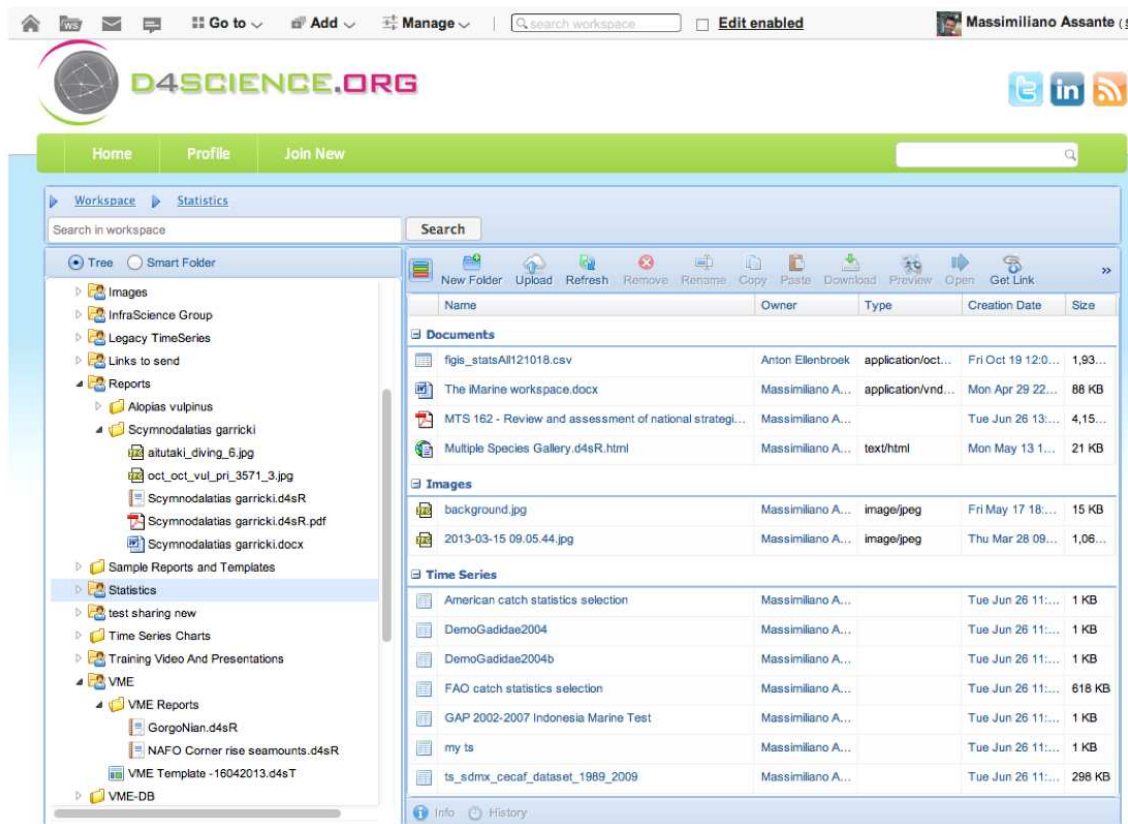 Go to Add Manage search workspace Edit enabled Massimiliano Assante
D4SCIENCE.ORG
Home Profile Join New
Workspace Statistics
Search in workspace Search
Tree Smart Folder
New Folder Upload Refresh Remove Rename Copy Paste Download Preview Open Get Link »
Images
InfraScience Group
Legacy TimeSeries
Links to send
Reports
Alopias vulpinus
Scymnodalatias garricki
aitutaki_diving_6.jpg
oct_oct_vul_pri_3571_3.jpg
Scymnodalatias garricki.d4sR
Scymnodalatias garricki.d4sR.pdf
Scymnodalatias garricki.docx
Sample Reports and Templates
Statistics
test sharing new
Time Series Charts
Training Video And Presentations
VME
VME Reports
GorgoNian.d4sR
NAFO Corner rise seamounts.d4sR
VME Template -16042013.d4sT
VME-DB
Name Owner Type Creation Date Size
Documents
figis_statsAll121018.csv Anton Ellenbroek application/oct... Fri Oct 19 12:0... 1,93...
The iMarine workspace.docx Massimiliano A... application/vnd... Mon Apr 29 22... 88 KB
MTS 162 - Review and assessment of national strategi... Massimiliano A... Tue Jun 26 13:... 4,15...
Multiple Species Gallery.d4sR.html Massimiliano A... text/html Mon May 13 1... 21 KB
Images
background.jpg Massimiliano A... image/jpeg Fri May 17 18:... 15 KB
2013-03-15 09.05.44.jpg Massimiliano A... image/jpeg Thu Mar 28 09... 1,06...
Time Series
American catch statistics selection Massimiliano A... Tue Jun 26 11:... 1 KB
DemoGadidae2004 Massimiliano A... Tue Jun 26 11:... 1 KB
DemoGadidae2004b Massimiliano A... Tue Jun 26 11:... 1 KB
FAO catch statistics selection Massimiliano A... Tue Jun 26 11:... 618 KB
GAP 2002-2007 Indonesia Marine Test Massimiliano A... Tue Jun 26 11:... 1 KB
my ts Massimiliano A... Tue Jun 26 11:... 1 KB
ts_sdmx_cecaf_dataset_1989_2009 Massimiliano A... Tue Jun 26 11:... 298 KB
Info History